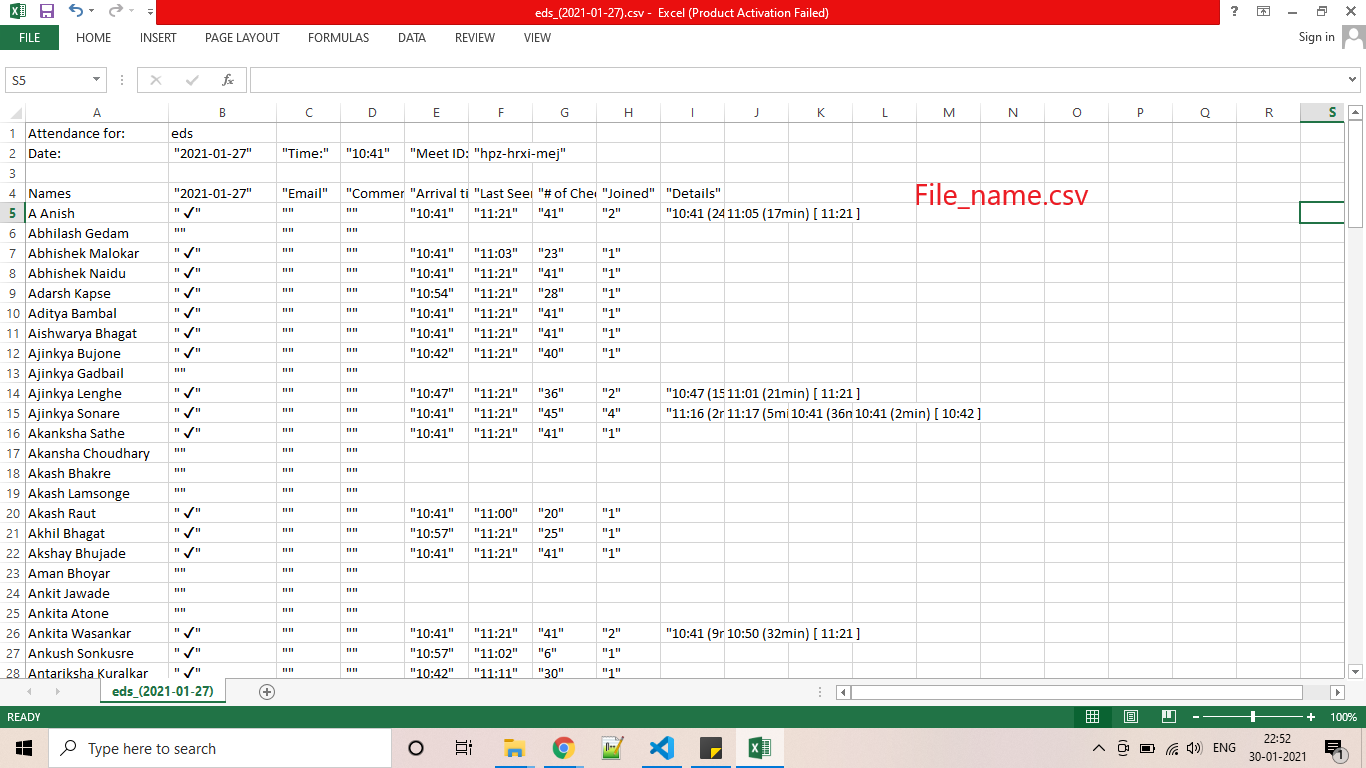 eds_(2021-01-27).csv - Excel (Product Activation Failed)
FILE HOME INSERT PAGE LAYOUT FORMULAS DATA REVIEW VIEW Sign in
S5 fx
A B C D E F G H I J K L M N O P Q R S
1 Attendance for: eds
2 Date: "2021-01-27" "Time:" "10:41" "Meet ID: "hpz-hrxi-mej"
3
4 Names "2021-01-27" "Email" "Commer "Arrival ti "Last See "# of Che "Joined" "Details"
File_name.csv
5 A Anish " ✔" "" "" "10:41" "11:21" "41" "2" "10:41 (24 11:05 (17min) [ 11:21 ]
6 Abhilash Gedam "" "" ""
7 Abhishek Malokar " ✔" "" "" "10:41" "11:03" "23" "1"
8 Abhishek Naidu " ✔" "" "" "10:41" "11:21" "41" "1"
9 Adarsh Kapse " ✔" "" "" "10:54" "11:21" "28" "1"
10 Aditya Bambal " ✔" "" "" "10:41" "11:21" "41" "1"
11 Aishwarya Bhagat " ✔" "" "" "10:41" "11:21" "41" "1"
12 Ajinkya Bujone " ✔" "" "" "10:42" "11:21" "40" "1"
13 Ajinkya Gadbail "" "" ""
14 Ajinkya Lenghe " ✔" "" "" "10:47" "11:21" "36" "2" "10:47 (15 11:01 (21min) [ 11:21 ]
15 Ajinkya Sonare " ✔" "" "" "10:41" "11:21" "45" "4" "11:16 (2r 11:17 (5mi 10:41 (36n 10:41 (2min) [ 10:42 ]
16 Akanksha Sathe " ✔" "" "" "10:41" "11:21" "41" "1"
17 Akansha Choudhary "" "" ""
18 Akash Bhakre "" "" ""
19 Akash Lamsonge "" "" ""
20 Akash Raut " ✔" "" "" "10:41" "11:00" "20" "1"
21 Akhil Bhagat " ✔" "" "" "10:57" "11:21" "25" "1"
22 Akshay Bhujade " ✔" "" "" "10:41" "11:21" "41" "1"
23 Aman Bhoyar "" "" ""
24 Ankit Jawade "" "" ""
25 Ankita Atone "" "" ""
26 Ankita Wasankar " ✔" "" "" "10:41" "11:21" "41" "2" "10:41 (9r 10:50 (32min) [ 11:21 ]
27 Ankush Sonkusre " ✔" "" "" "10:57" "11:02" "6" "1"
28 Antariksha Kuralkar " ✔" "" "" "10:42" "11:11" "30" "1"
eds_(2021-01-27)
READY 100%
Type here to search ENG 22:52
30-01-2021 1